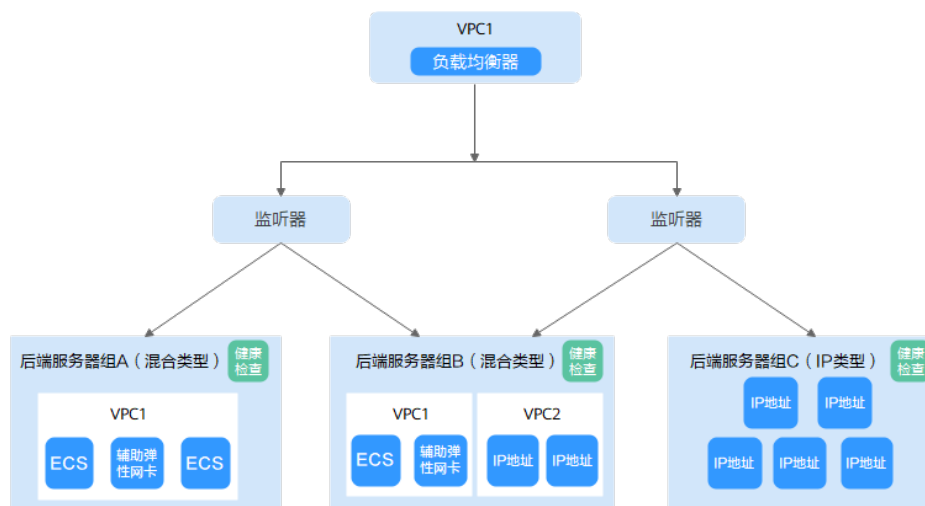 VPC1
负载均衡器
监听器
监听器
后端服务器组A（混合类型）
健康
检查
VPC1
ECS
辅助弹
性网卡
ECS
后端服务器组B（混合类型）
健康
检查
VPC1
ECS
辅助弹
性网卡
VPC2
IP地址
IP地址
后端服务器组C（IP类型）
健康
检查
IP地址
IP地址
IP地址
IP地址
IP地址